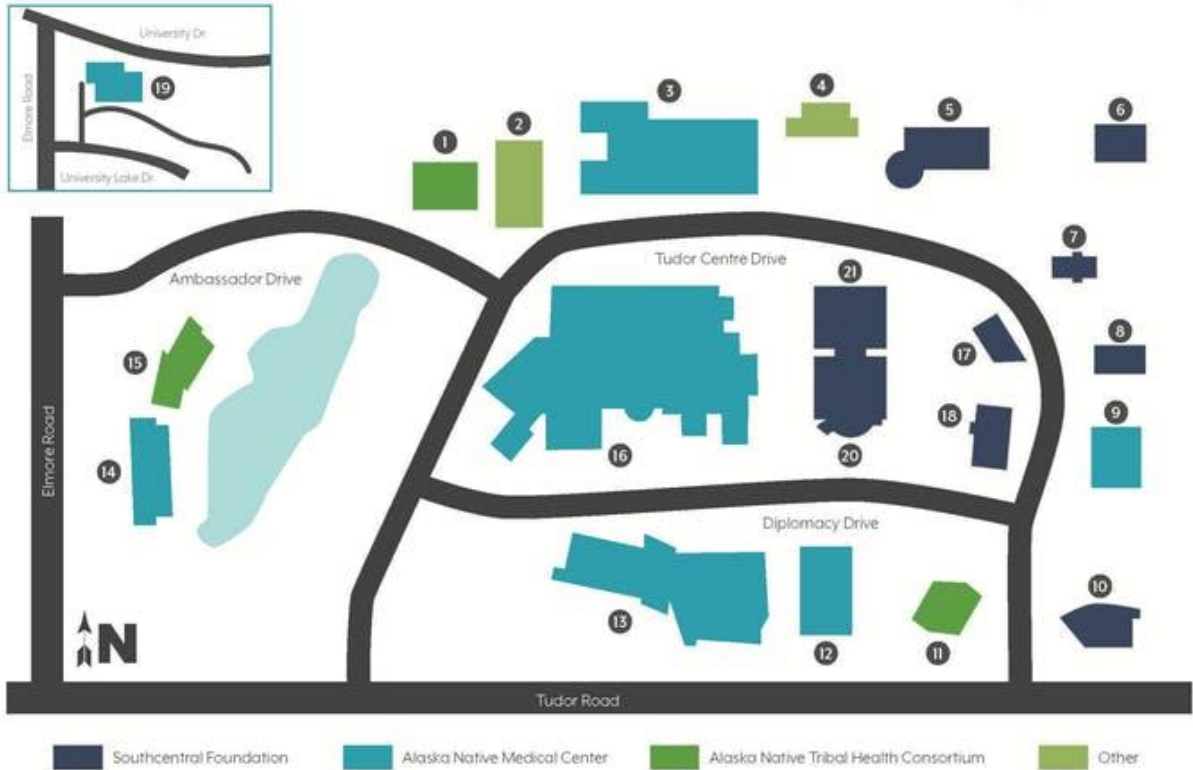 University Dr.
Elmore Road
19
University Lake Dr.
1
2
3
4
5
6
7
Ambassador Drive
Tudor Centre Drive
21
15
17
8
Elmore Road
14
16
20
18
9
Diplomacy Drive
13
12
11
10
N
Tudor Road
Southcentral Foundation
Alaska Native Medical Center
Alaska Native Tribal Health Consortium
Other